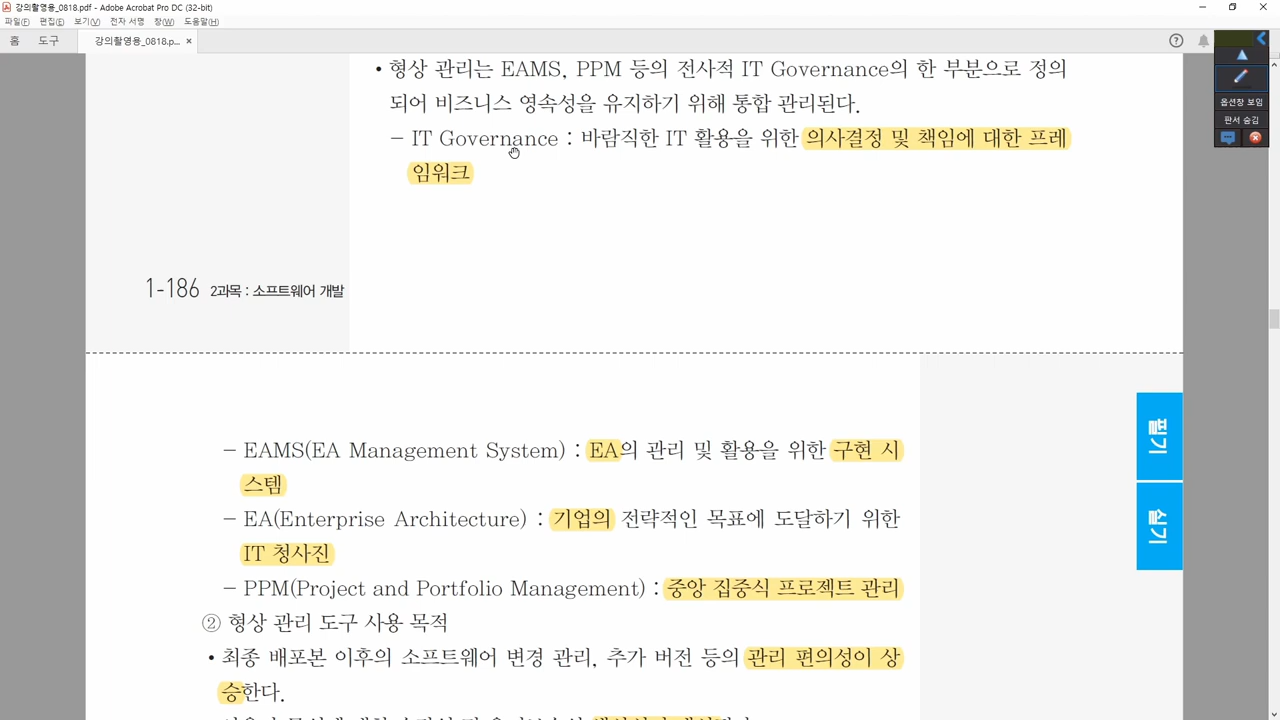 강의촬영용_0818.pdf - Adobe Acrobat Pro DC (32-bit)
파일(F) 편집(E) 보기(V) 전자 서명 창(W) 도움말(H)
홈 도구 강의촬영용_0818.p... ×
• 형상 관리는 EAMS, PPM 등의 전사적 IT Governance의 한 부분으로 정의
되어 비즈니스 영속성을 유지하기 위해 통합 관리된다.
옵션창 보임
판서 숨김
– IT Governance : 바람직한 IT 활용을 위한 의사결정 및 책임에 대한 프레
임워크
1-186 2과목 : 소프트웨어 개발
필기
실기
– EAMS(EA Management System) : EA의 관리 및 활용을 위한 구현 시
스템
– EA(Enterprise Architecture) : 기업의 전략적인 목표에 도달하기 위한
IT 청사진
– PPM(Project and Portfolio Management) : 중앙 집중식 프로젝트 관리
② 형상 관리 도구 사용 목적
• 최종 배포본 이후의 소프트웨어 변경 관리, 추가 버전 등의 관리 편의성이 상
승한다.